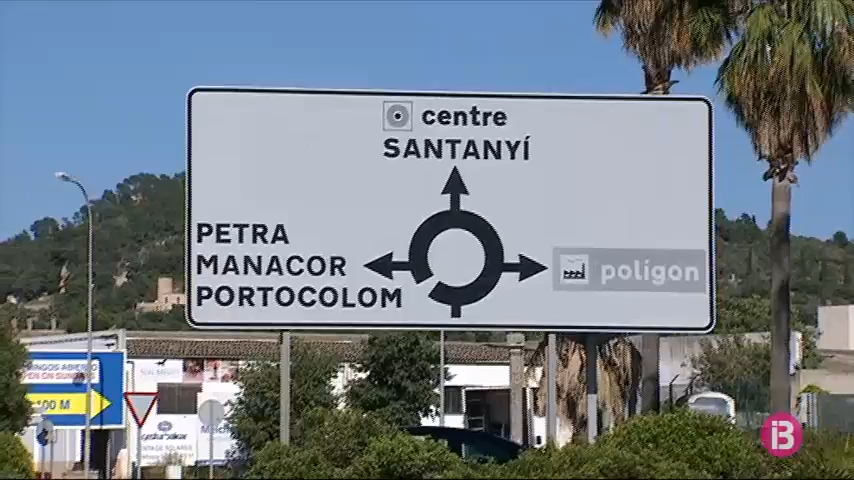 centre
SANTANYÍ
PETRA
MANACOR
PORTOCOLOM
polígon
100 M